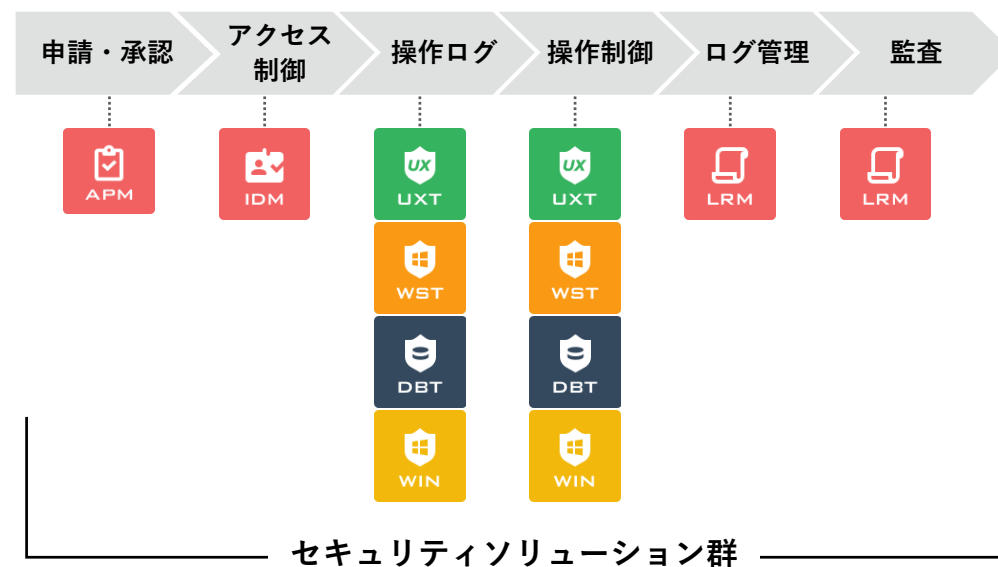 申請・承認
アクセス
制御
操作ログ
操作制御
ログ管理
監査
APM
IDM
UX
UXT
UX
UXT
LRM
LRM
WST
WST
DBT
DBT
WIN
WIN
セキュリティソリューション群